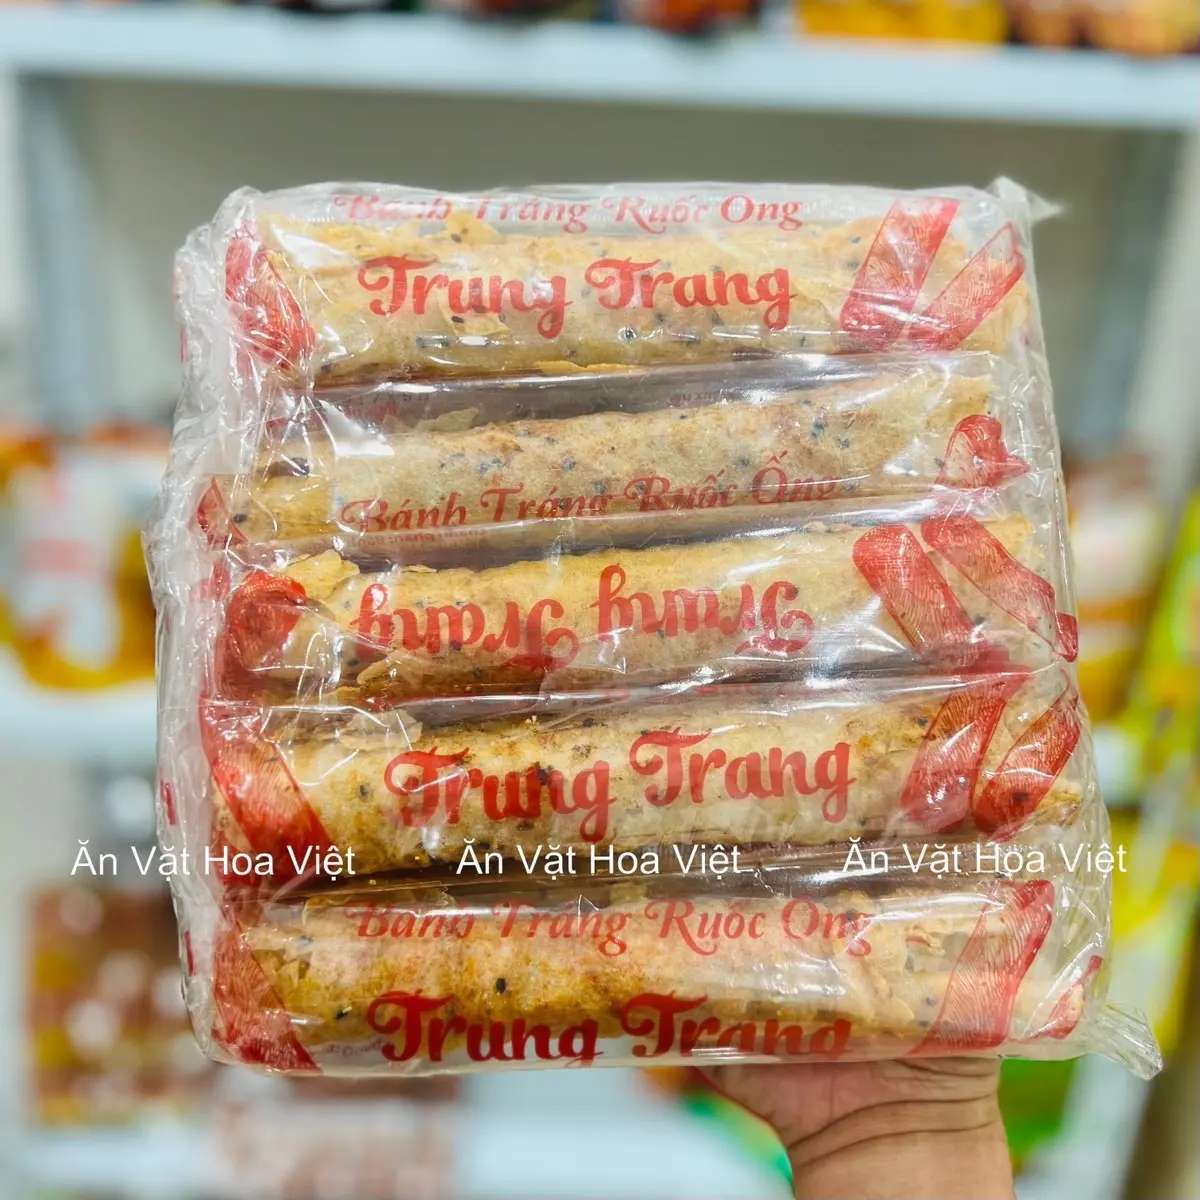 Bánh Tráng Ruốc Ống
Trung Trang
Bánh Tráng Ruốc Ống
Trung Trang
Trung Trang
Ăn Vặt Hoa Việt Ăn Vặt Hoa Việt Ăn Vặt Hoa Việt
Bánh Tráng Ruốc Ống
Trung Trang